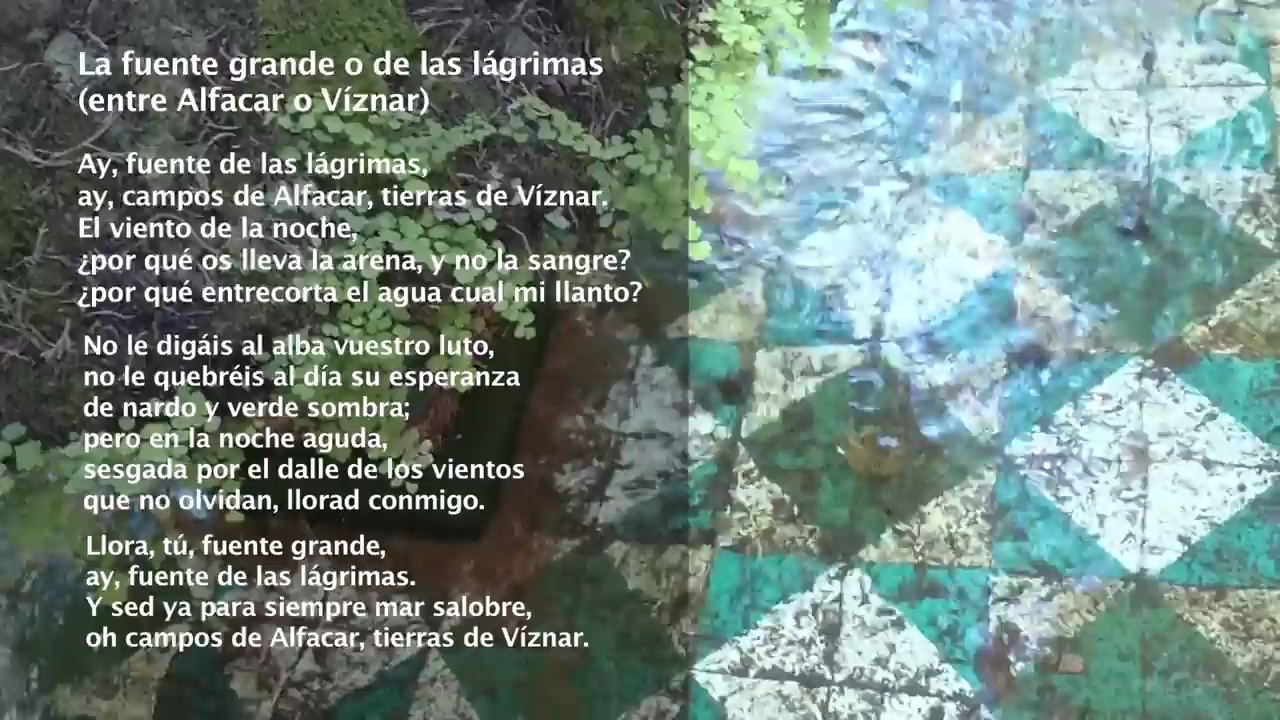 La fuente grande o de las lágrimas
(entre Alfacar o Víznar)
Ay, fuente de las lágrimas,
ay, campos de Alfacar, tierras de Víznar.
El viento de la noche,
¿por qué os lleva la arena, y no la sangre?
¿por qué entrecorta el agua cual mi llanto?
No le digáis al alba vuestro luto,
no le quebréis al día su esperanza
de nardo y verde sombra;
pero en la noche aguda,
sesgada por el dalle de los vientos
que no olvidan, llorad conmigo.
Llora, tú, fuente grande,
ay, fuente de las lágrimas.
Y sed ya para siempre mar salobre,
oh campos de Alfacar, tierras de Víznar.